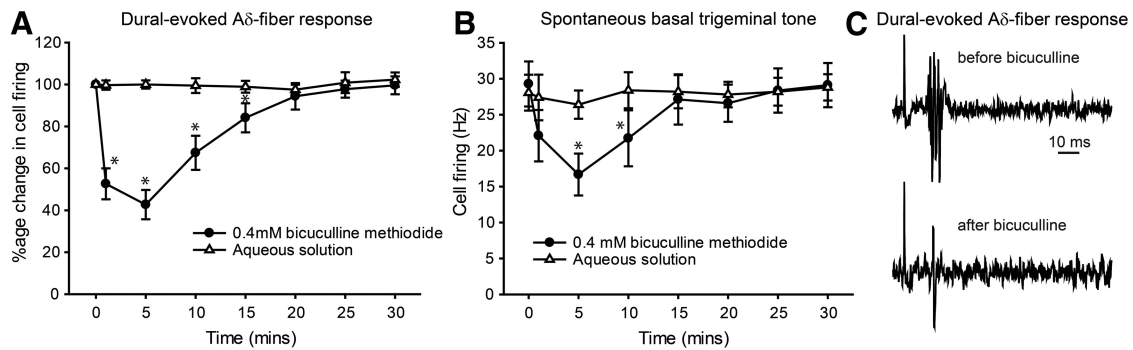 A
Dural-evoked Aδ-fiber response
120
100
80
60
40
20
0
%age change in cell firing
*
*
*
*
0.4mM bicuculline methiodide
Aqueous solution
0 5 10 15 20 25 30
Time (mins)
B
Spontaneous basal trigeminal tone
35
30
25
20
15
10
5
0
Cell firing (Hz)
*
*
0.4 mM bicuculline methiodide
Aqueous solution
0 5 10 15 20 25 30
Time (mins)
C
Dural-evoked Aδ-fiber response
before bicuculline
10 ms
after bicuculline